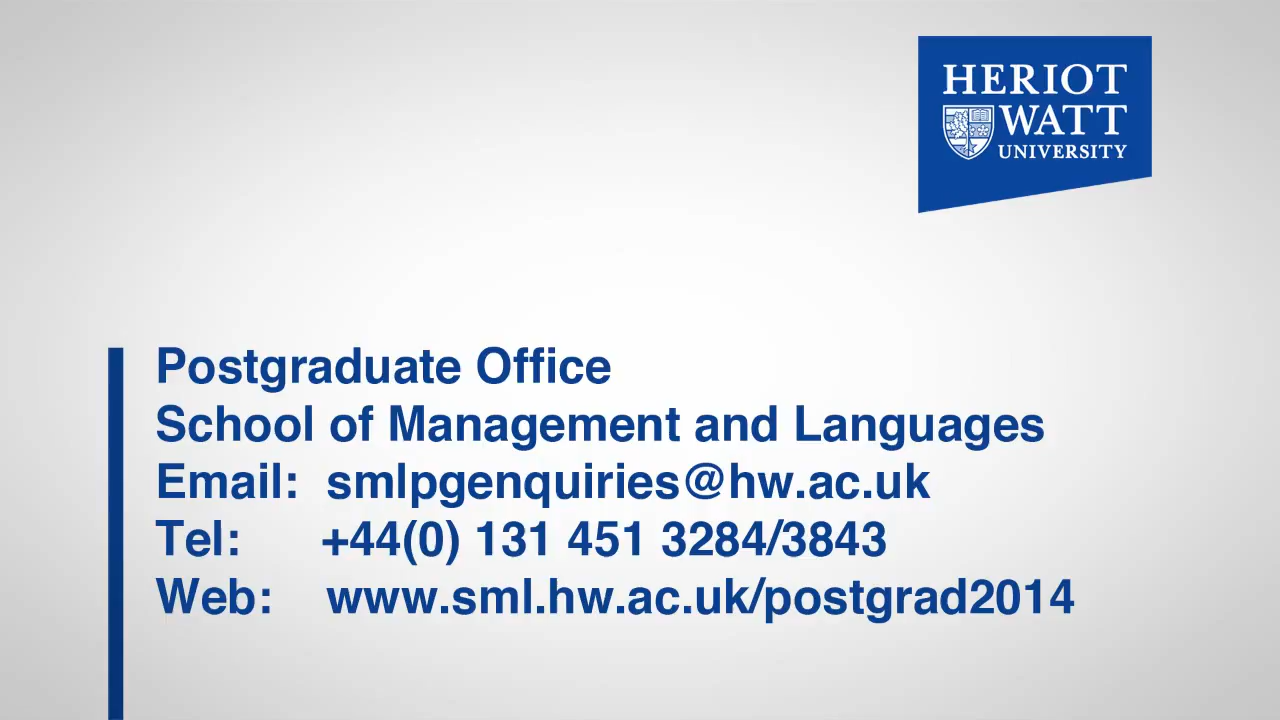 HERIOT
WATT
UNIVERSITY
Postgraduate Office
School of Management and Languages
Email: smlpgenquiries@hw.ac.uk
Tel: +44(0) 131 451 3284/3843
Web: www.sml.hw.ac.uk/postgrad2014